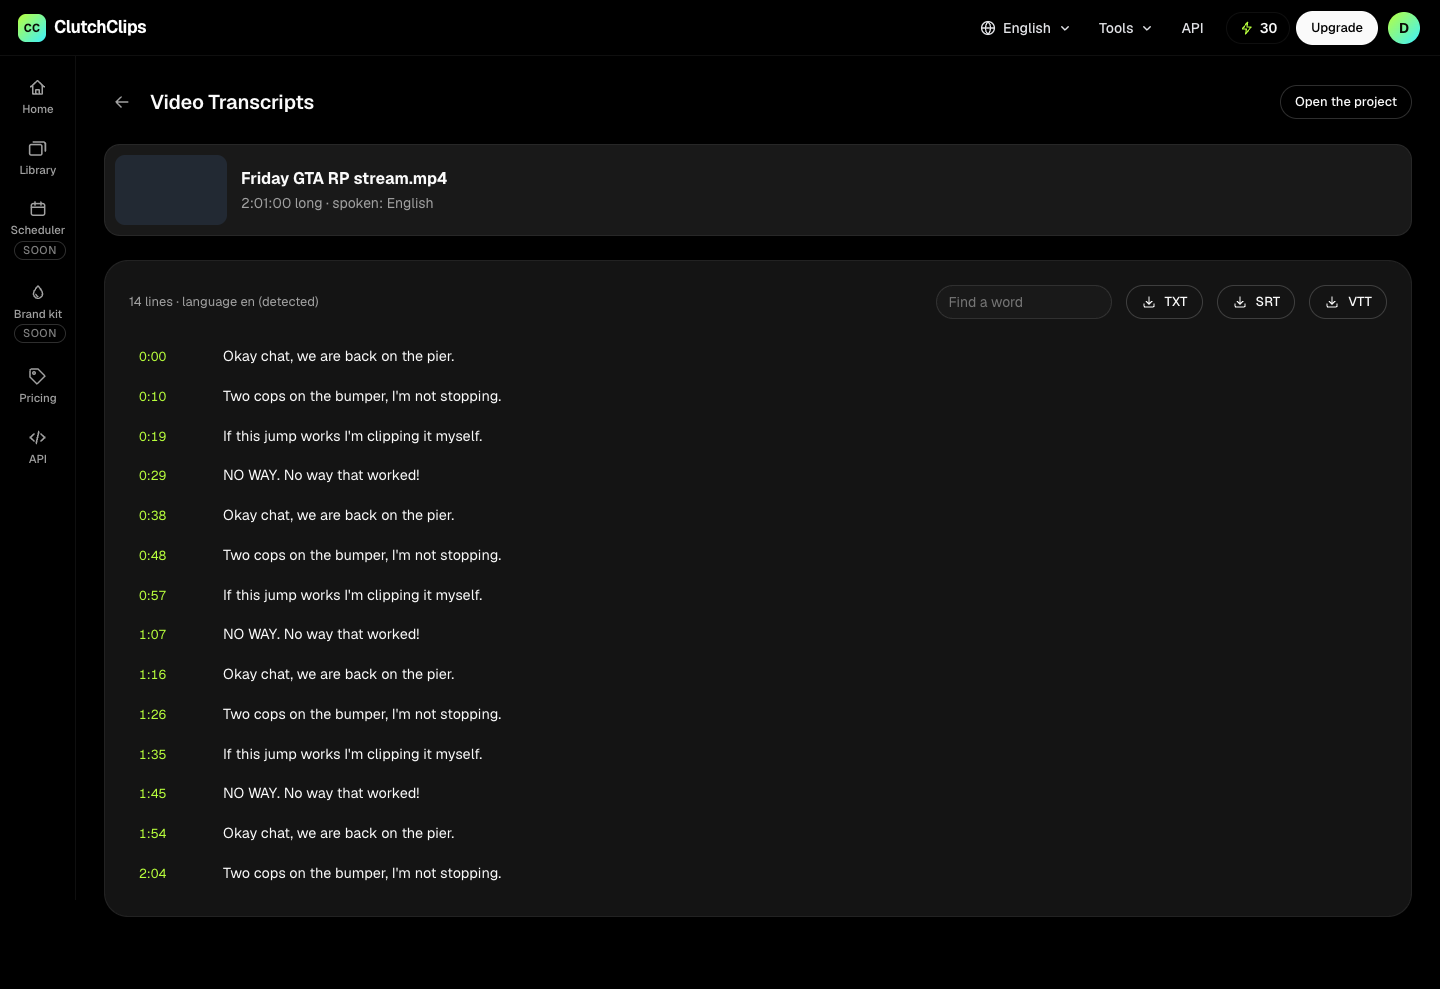 CC ClutchClips
English
Tools
API
30
Upgrade
D
Home
Library
Scheduler
SOON
Brand kit
SOON
Pricing
API
Video Transcripts
Open the project
Friday GTA RP stream.mp4
2:01:00 long · spoken: English
14 lines · language en (detected)
Find a word
TXT
SRT
VTT
0:00 Okay chat, we are back on the pier.
0:10 Two cops on the bumper, I'm not stopping.
0:19 If this jump works I'm clipping it myself.
0:29 NO WAY. No way that worked!
0:38 Okay chat, we are back on the pier.
0:48 Two cops on the bumper, I'm not stopping.
0:57 If this jump works I'm clipping it myself.
1:07 NO WAY. No way that worked!
1:16 Okay chat, we are back on the pier.
1:26 Two cops on the bumper, I'm not stopping.
1:35 If this jump works I'm clipping it myself.
1:45 NO WAY. No way that worked!
1:54 Okay chat, we are back on the pier.
2:04 Two cops on the bumper, I'm not stopping.